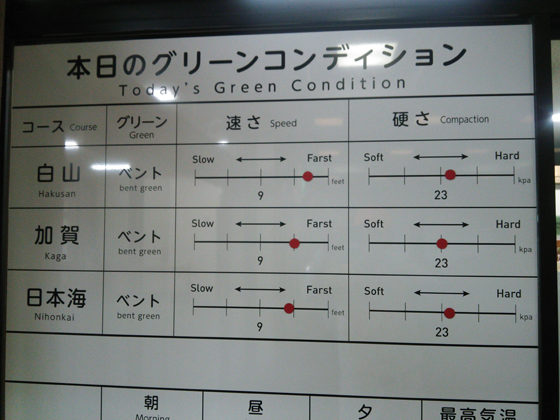 本日のグリーンコンディション
Today's Green Condition
コース Course
グリーン
Green
速さ Speed
硬さ Compaction
白山
Hakusan
ベント
bent green
Slow Farst
feet
9
Soft Hard
kpa
23
加賀
Kaga
ベント
bent green
Slow Farst
feet
9
Soft Hard
kpa
23
日本海
Nihonkai
ベント
bent green
Slow Farst
feet
9
Soft Hard
kpa
23
朝
Morning
昼
夕
最高気温